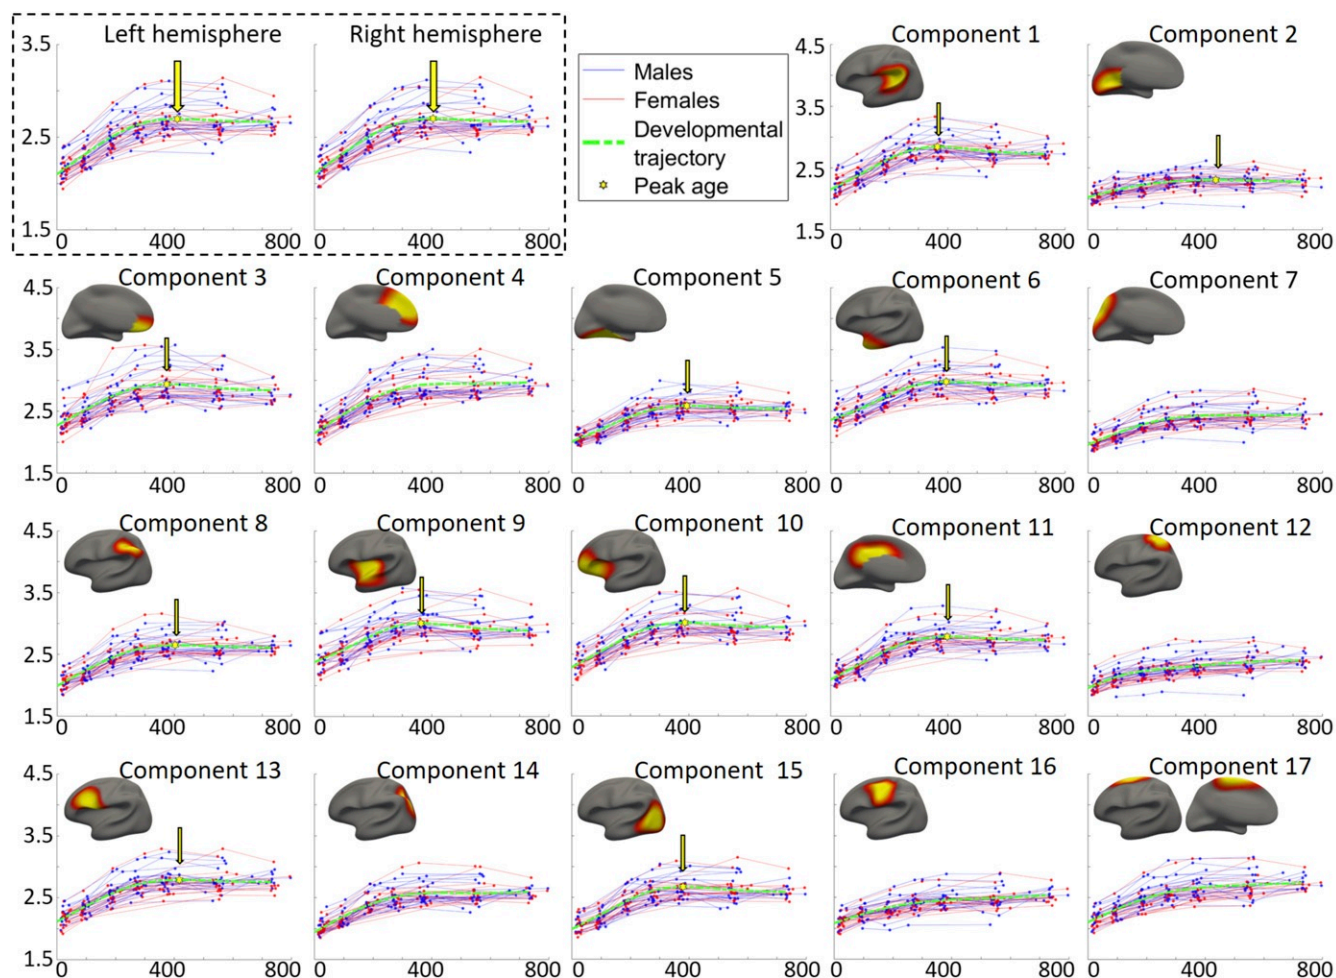 Left hemisphere
Right hemisphere
3.5
2.5
1.5
0 400 800
0 400 800
Males
Females
Developmental
trajectory
Peak age
Component 1
Component 2
4.5
3.5
2.5
1.5
0 400 800
0 400 800
Component 3
Component 4
Component 5
Component 6
Component 7
4.5
3.5
2.5
1.5
0 400 800
0 400 800
0 400 800
0 400 800
0 400 800
Component 8
Component 9
Component 10
Component 11
Component 12
4.5
3.5
2.5
1.5
0 400 800
0 400 800
0 400 800
0 400 800
0 400 800
Component 13
Component 14
Component 15
Component 16
Component 17
4.5
3.5
2.5
1.5
0 400 800
0 400 800
0 400 800
0 400 800
0 400 800